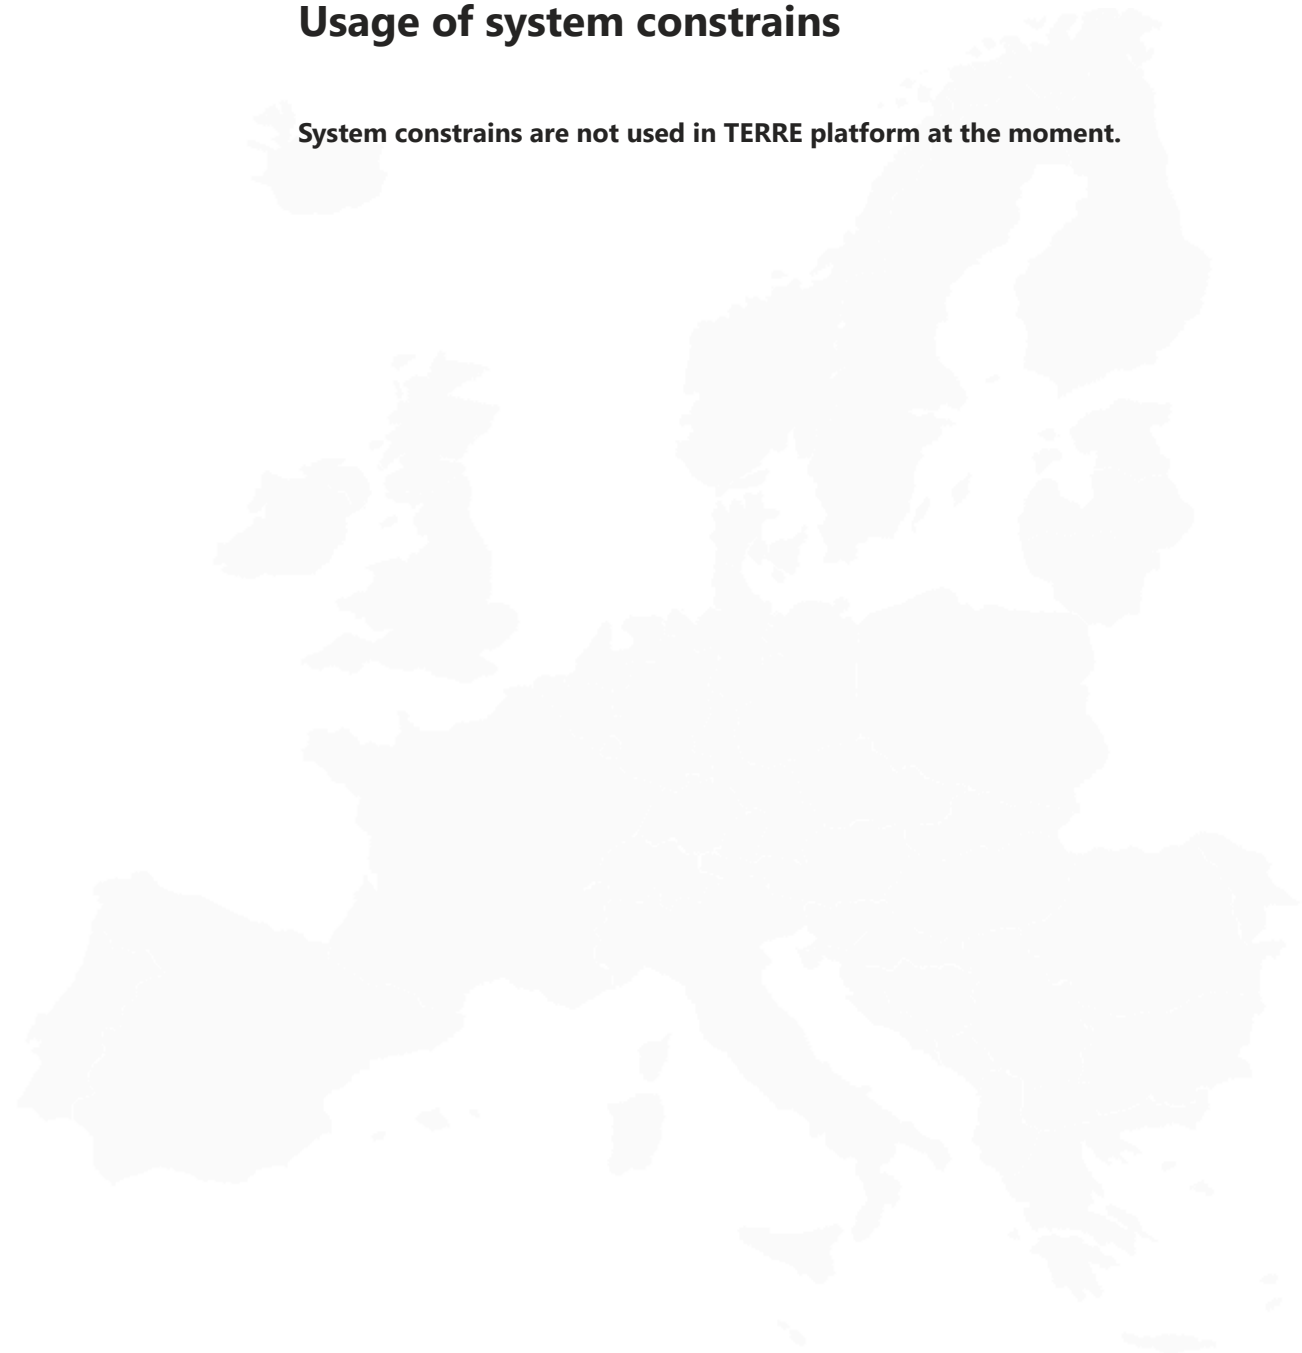 Usage of system constrains
System constrains are not used in TERRE platform at the moment.